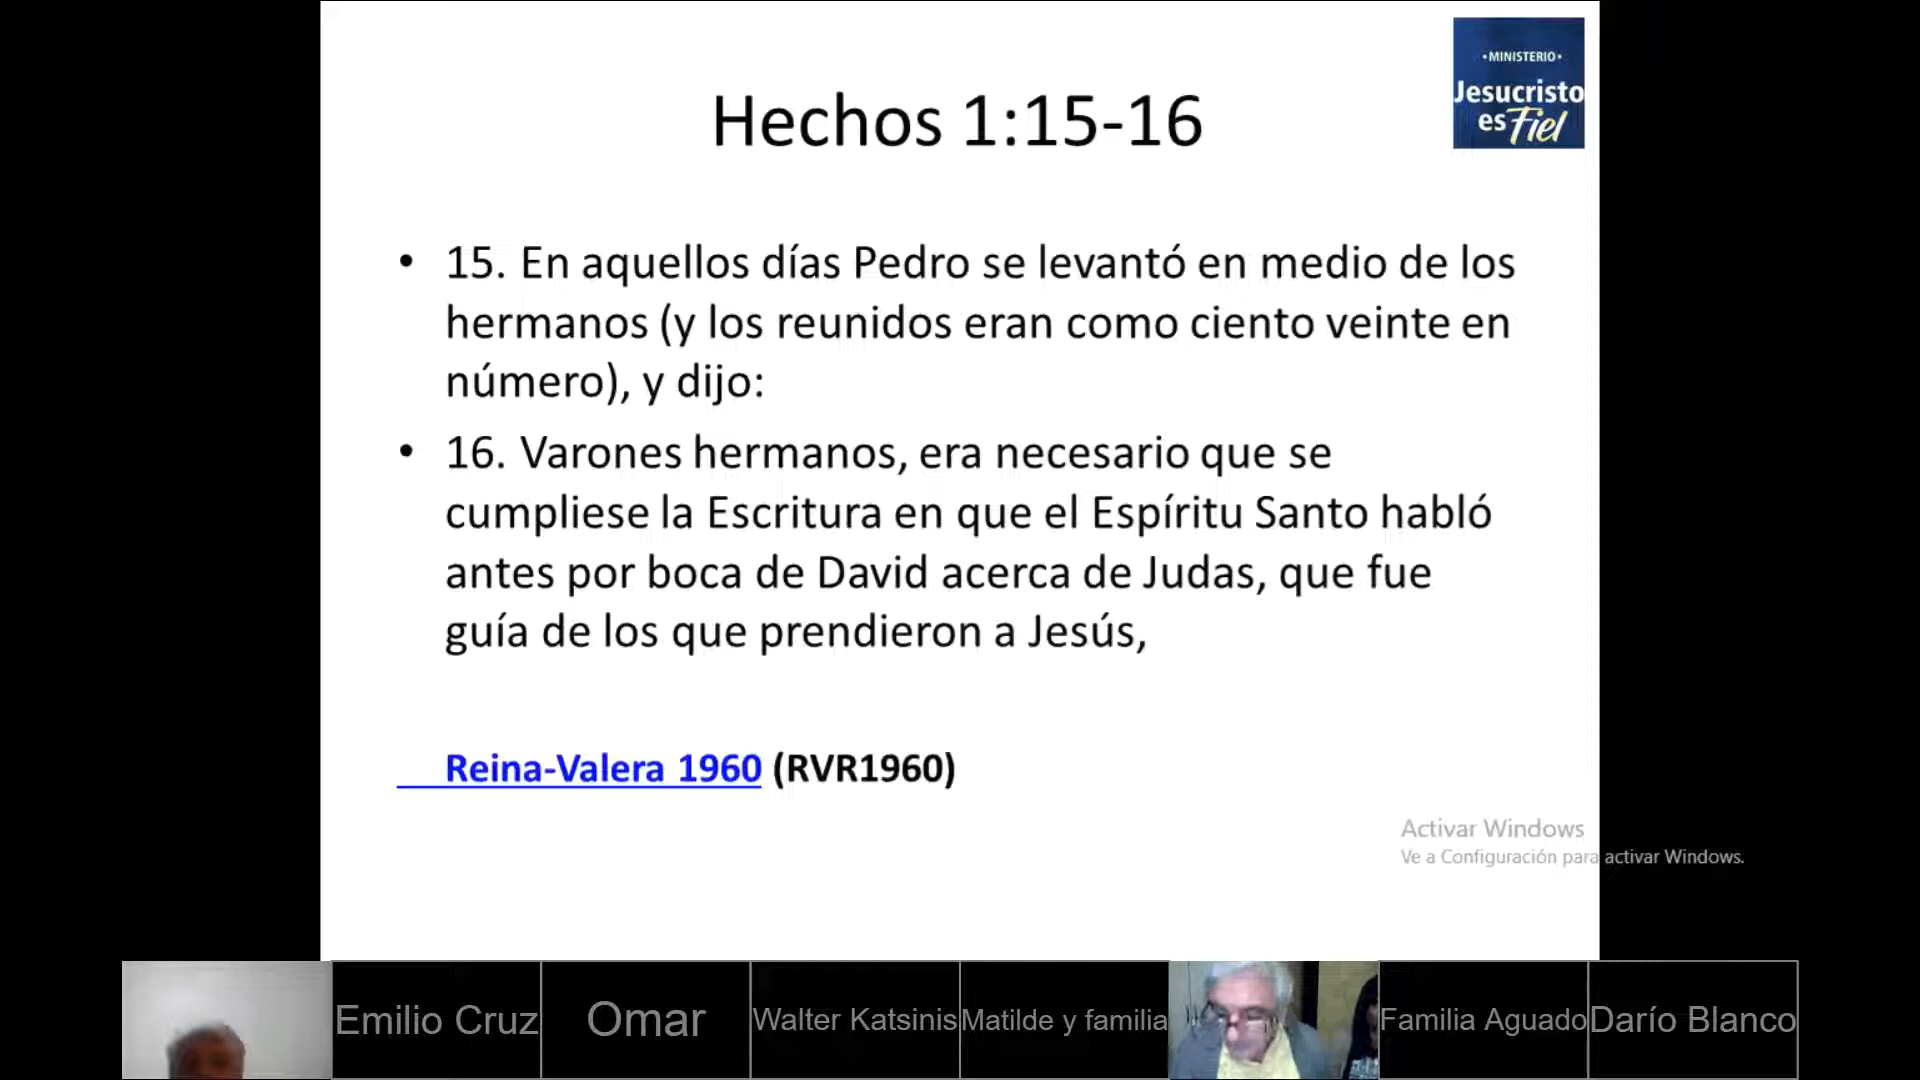 •MINISTERIO•
Jesucristo
es Fiel
Hechos 1:15-16
• 15. En aquellos días Pedro se levantó en medio de los
hermanos (y los reunidos eran como ciento veinte en
número), y dijo:
• 16. Varones hermanos, era necesario que se
cumpliese la Escritura en que el Espíritu Santo habló
antes por boca de David acerca de Judas, que fue
guía de los que prendieron a Jesús,
Reina-Valera 1960 (RVR1960)
Activar Windows
Ve a Configuración para activar Windows.
Emilio Cruz
Omar
Walter Katsinis
Matilde y familia
Familia Aguado
Darío Blanco